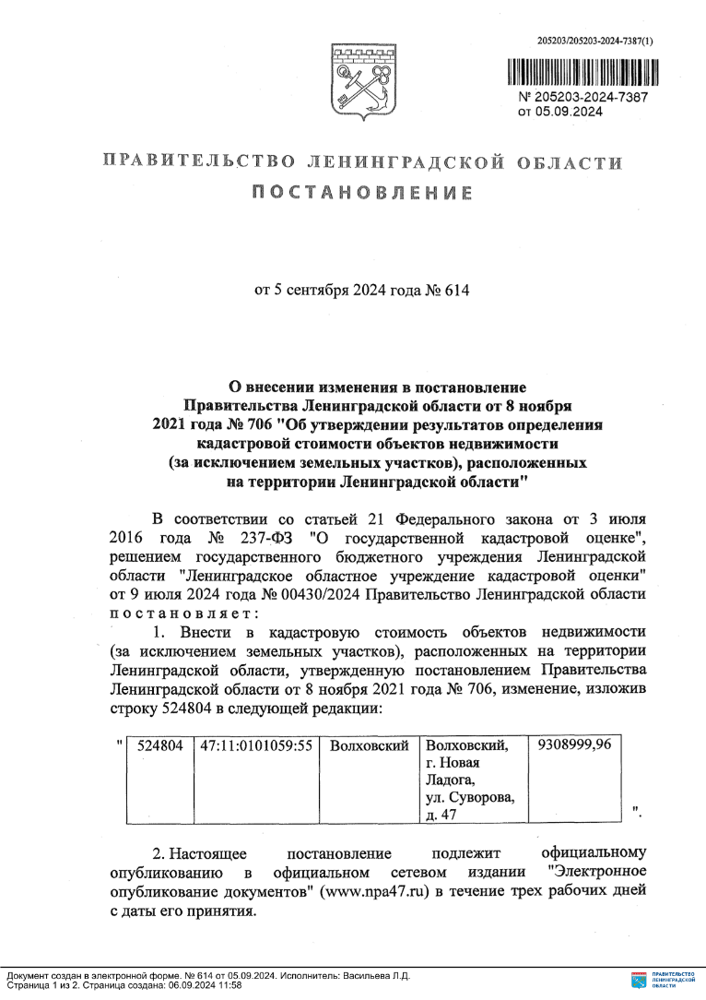 205203/205203-2024-7387(1)
№ 205203-2024-7387
от 05.09.2024
ПРАВИТЕЛЬСТВО ЛЕНИНГРАДСКОЙ ОБЛАСТИ
ПОСТАНОВЛЕНИЕ
от 5 сентября 2024 года № 614
О внесении изменения в постановление
Правительства Ленинградской области от 8 ноября
2021 года № 706 "Об утверждении результатов определения
кадастровой стоимости объектов недвижимости
(за исключением земельных участков), расположенных
на территории Ленинградской области"
В соответствии со статьей 21 Федерального закона от 3 июля
2016 года № 237-ФЗ "О государственной кадастровой оценке",
решением государственного бюджетного учреждения Ленинградской
области "Ленинградское областное учреждение кадастровой оценки"
от 9 июля 2024 года № 00430/2024 Правительство Ленинградской области
п о с т а н о в л я е т :
1. Внести в кадастровую стоимость объектов недвижимости
(за исключением земельных участков), расположенных на территории
Ленинградской области, утвержденную постановлением Правительства
Ленинградской области от 8 ноября 2021 года № 706, изменение, изложив
строку 524804 в следующей редакции:
" 524804 47:11:0101059:55 Волховский Волховский, 9308999,96
г. Новая
Ладога,
ул. Суворова,
д. 47 ".
2. Настоящее постановление подлежит официальному
опубликованию в официальном сетевом издании "Электронное
опубликование документов" (www.npa47.ru) в течение трех рабочих дней
с даты его принятия.
Документ создан в электронной форме. № 614 от 05.09.2024. Исполнитель: Васильева Л.Д.
Страница 1 из 2. Страница создана: 06.09.2024 11:58
ПРАВИТЕЛЬСТВО
ЛЕНИНГРАДСКОЙ
ОБЛАСТИ